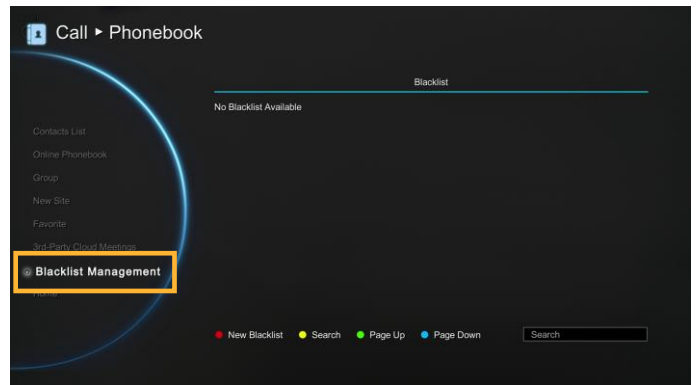 Call ▸ Phonebook
Blacklist
No Blacklist Available
Contacts List
Online Phonebook
Group
New Site
Favorite
3rd-Party Cloud Meetings
Blacklist Management
Home
New Blacklist Search Page Up Page Down Search